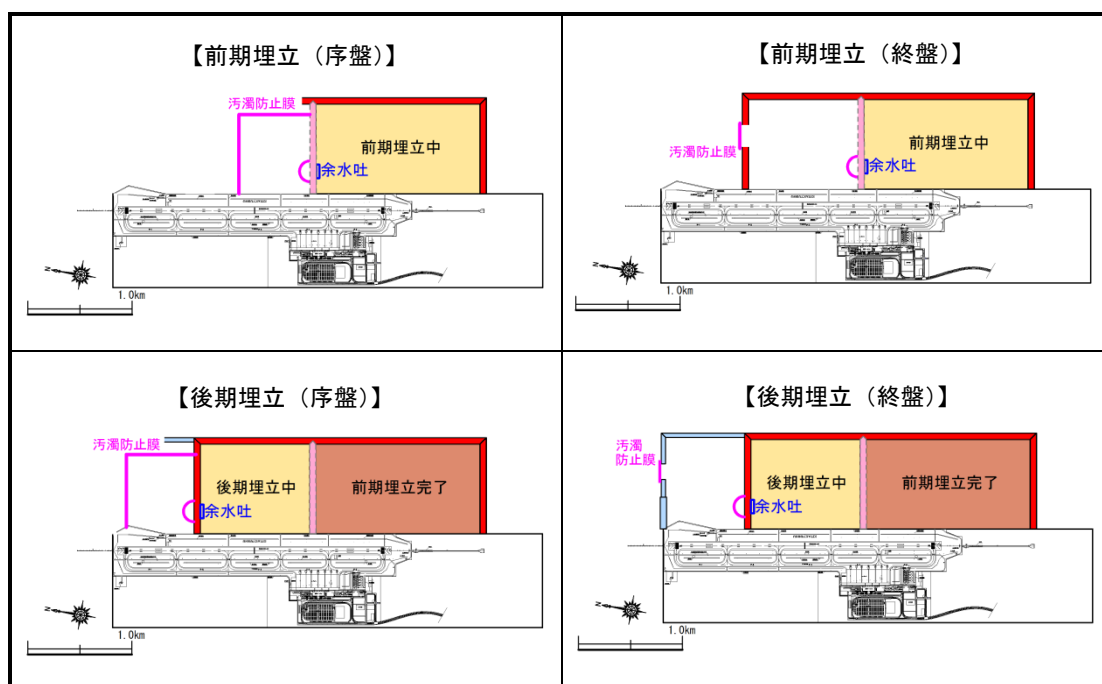 【前期埋立（序盤）】
汚濁防止膜
前期埋立中
余水吐
N
1.0km
【前期埋立（終盤）】
汚濁防止膜
前期埋立中
余水吐
N
1.0km
【後期埋立（序盤）】
汚濁防止膜
後期埋立中
前期埋立完了
余水吐
N
1.0km
【後期埋立（終盤）】
汚濁
防止膜
後期埋立中
前期埋立完了
余水吐
N
1.0km